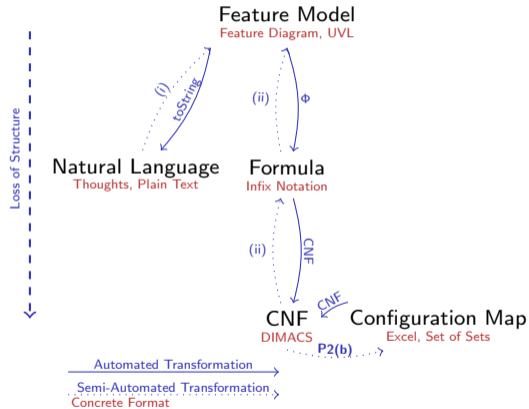 Feature Model
Feature Diagram, UVL
(i)
toString
(ii)
Φ
Loss of Structure
Natural Language
Thoughts, Plain Text
Formula
Infix Notation
(ii)
CNF
CNF
CNF
DIMACS
Configuration Map
Excel, Set of Sets
P2(b)
Automated Transformation
Semi-Automated Transformation
Concrete Format